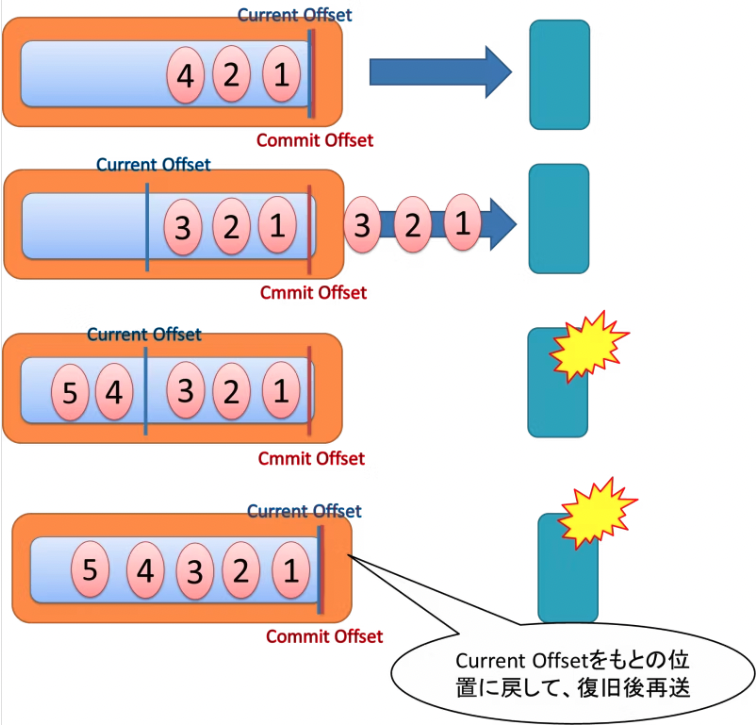 Current Offset
4 2 1
Commit Offset
Current Offset
3 2 1 3 2 1
Cmmit Offset
Current Offset
5 4 3 2 1
Cmmit Offset
Current Offset
5 4 3 2 1
Commit Offset
Current Offsetをもとの位
置に戻して、復旧後再送